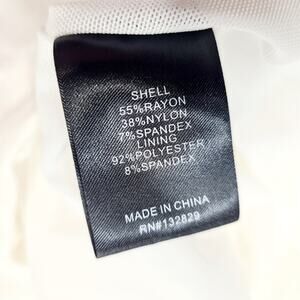 SHELL
55%RAYON
38%NYLON
7%SPANDEX
LINING
92%POLYESTER
8%SPANDEX
MADE IN CHINA
RN#132829